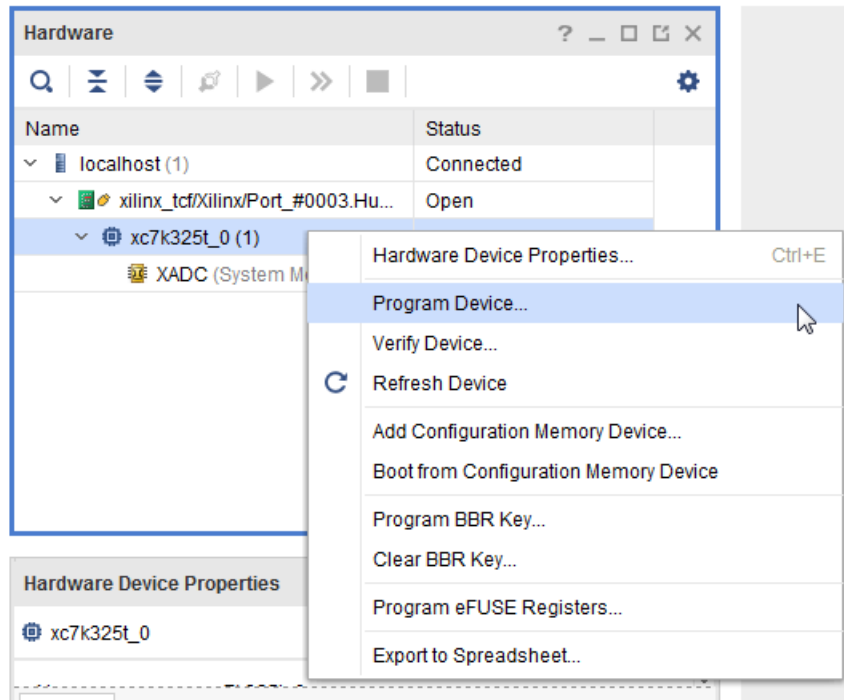 Hardware
Name Status
localhost (1) Connected
xilinx_tcf/Xilinx/Port_#0003.Hu... Open
xc7k325t_0 (1)
XADC (System
Hardware Device Properties... Ctrl+E
Program Device...
Verify Device...
Refresh Device
Add Configuration Memory Device...
Boot from Configuration Memory Device
Program BBR Key...
Clear BBR Key...
Program eFUSE Registers...
Export to Spreadsheet...
Hardware Device Properties
xc7k325t_0